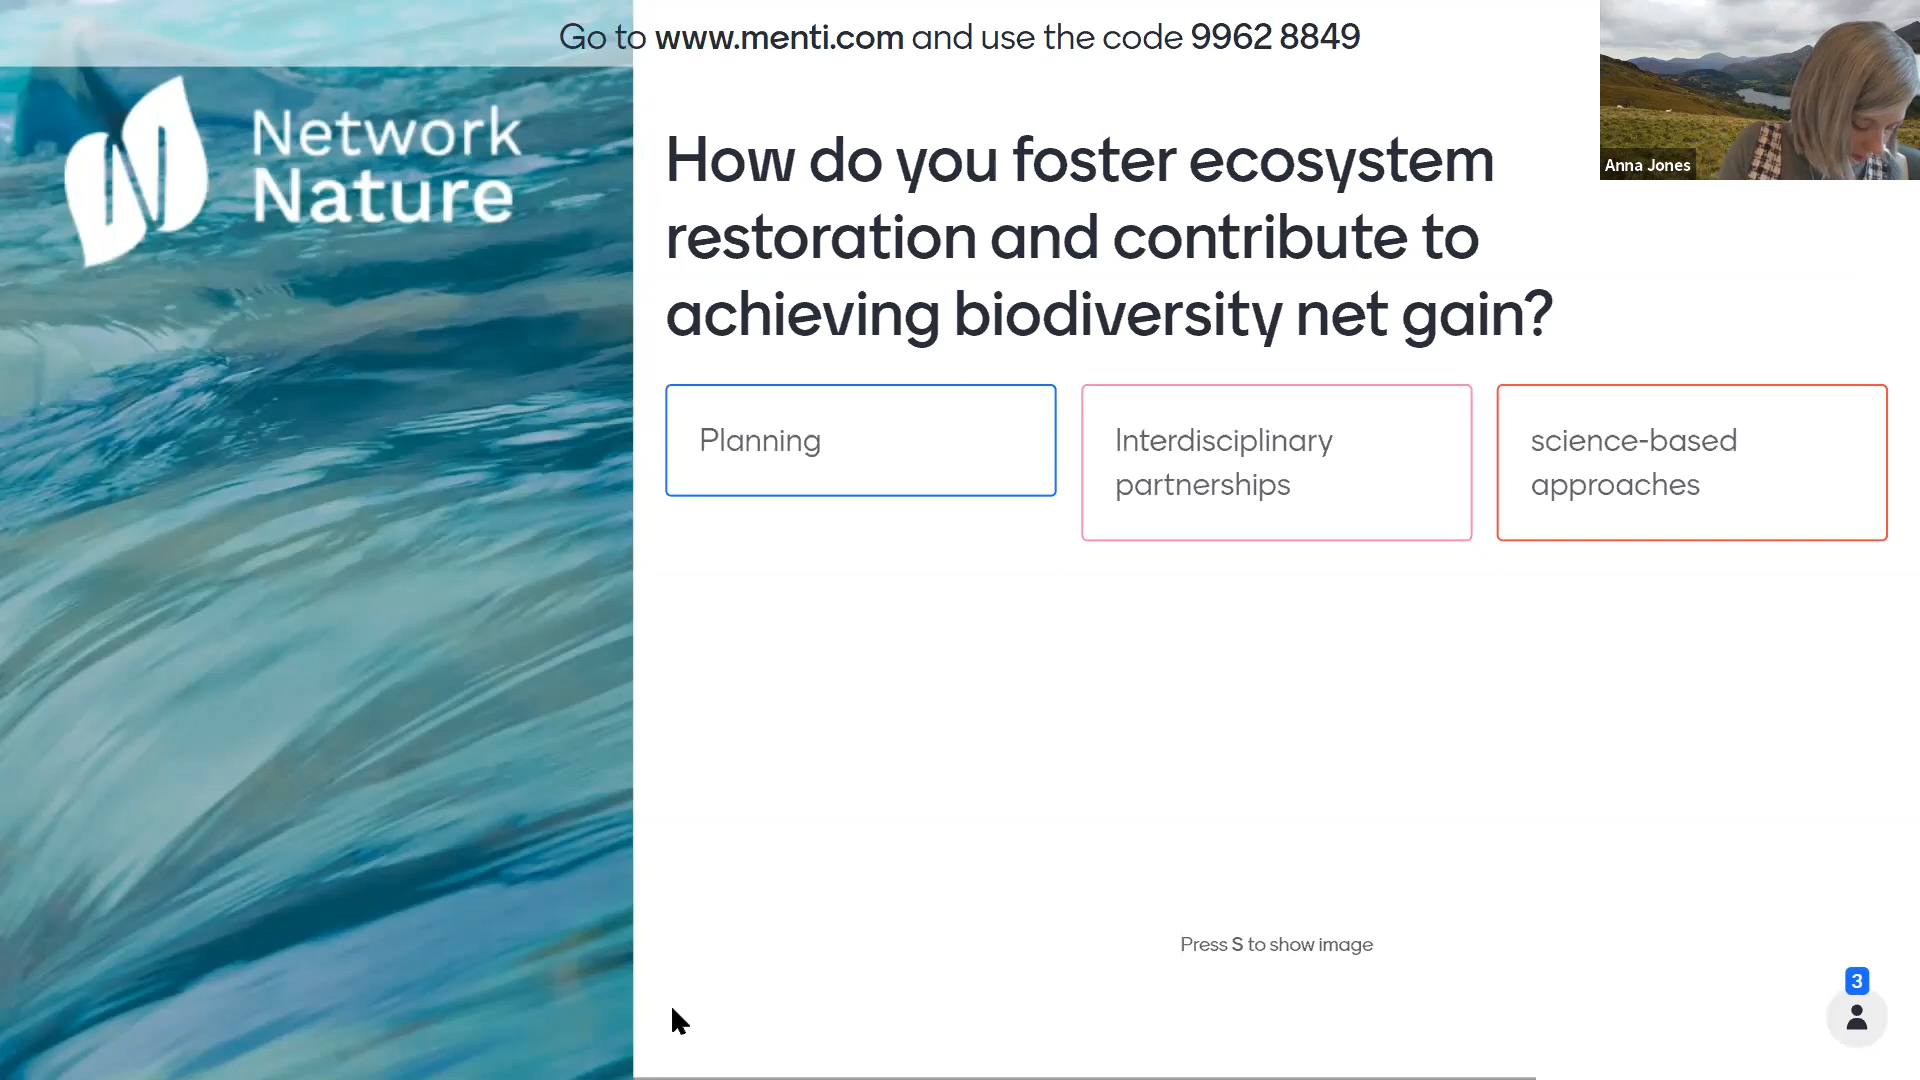 Go to www.menti.com and use the code 9962 8849
Network
Nature
How do you foster ecosystem
restoration and contribute to
achieving biodiversity net gain?
Anna Jones
Planning
Interdisciplinary
partnerships
science-based
approaches
Press S to show image
3